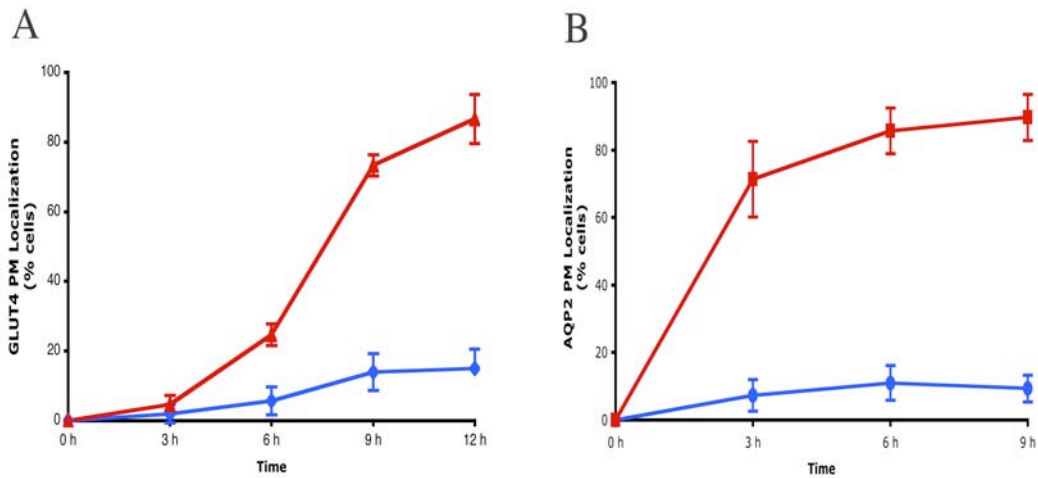 A
GLUT4 PM Localization
(% cells)
100
80
60
40
20
0
0 h
3 h
6 h
9 h
12 h
Time
B
AQP2 PM Localization
(% cells)
100
80
60
40
20
0
0 h
3 h
6 h
9 h
Time